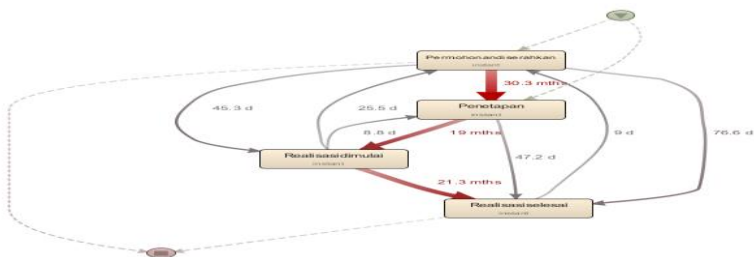 Permohonandiserahkan
instant
30.3 mths
Penetapan
instant
45.3 d
25.5 d
8.8 d
19 mths
9 d
76.6 d
Realisasidimulai
instant
47.2 d
21.3 mths
Realisasiselesai
instant